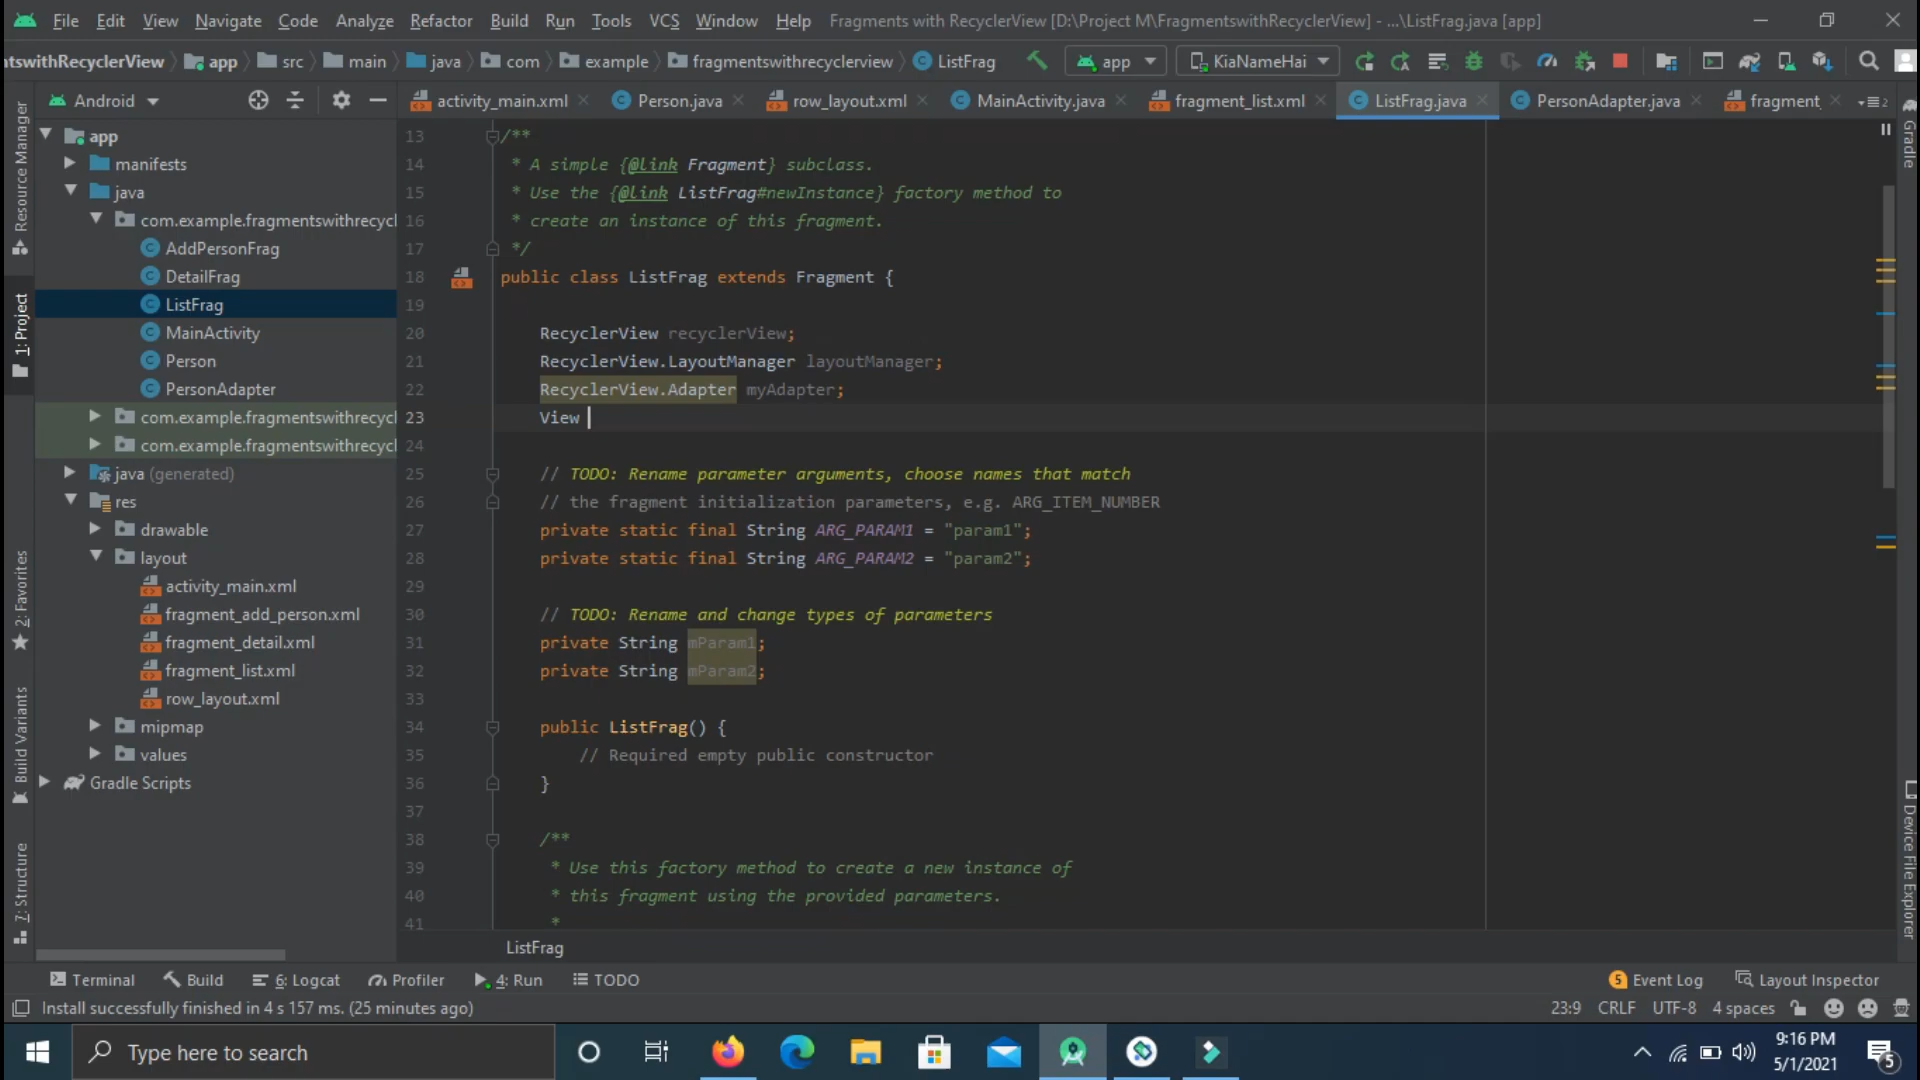 File Edit View Navigate Code Analyze Refactor Build Run Tools VCS Window Help Fragments with RecyclerView [D:\Project M\FragmentswithRecyclerView] - ...\ListFrag.java [app]
ntswithRecyclerView app src main java com example fragmentswithrecyclerview ListFrag app KiaNameHai
Android activity_main.xml Person.java row_layout.xml MainActivity.java fragment_list.xml ListFrag.java PersonAdapter.java fragment_
Resource Manager
1: Project
2: Favorites
Build Variants
7: Structure
app
manifests
java
com.example.fragmentswithrecycl
AddPersonFrag
DetailFrag
ListFrag
MainActivity
Person
PersonAdapter
com.example.fragmentswithrecycl
com.example.fragmentswithrecycl
java (generated)
res
drawable
layout
activity_main.xml
fragment_add_person.xml
fragment_detail.xml
fragment_list.xml
row_layout.xml
mipmap
values
Gradle Scripts
13 /**
14 * A simple {@link Fragment} subclass.
15 * Use the {@link ListFrag#newInstance} factory method to
16 * create an instance of this fragment.
17 */
18 public class ListFrag extends Fragment {
19
20 RecyclerView recyclerView;
21 RecyclerView.LayoutManager layoutManager;
22 RecyclerView.Adapter myAdapter;
23 View
24
25 // TODO: Rename parameter arguments, choose names that match
26 // the fragment initialization parameters, e.g. ARG_ITEM_NUMBER
27 private static final String ARG_PARAM1 = "param1";
28 private static final String ARG_PARAM2 = "param2";
29
30 // TODO: Rename and change types of parameters
31 private String mParam1;
32 private String mParam2;
33
34 public ListFrag() {
35 // Required empty public constructor
36 }
37
38 /**
39 * Use this factory method to create a new instance of
40 * this fragment using the provided parameters.
41 *
ListFrag
Gradle
Device File Explorer
Terminal Build 6: Logcat Profiler 4: Run TODO 5 Event Log Layout Inspector
Install successfully finished in 4 s 157 ms. (25 minutes ago) 23:9 CRLF UTF-8 4 spaces
Type here to search
9:16 PM
5/1/2021
5